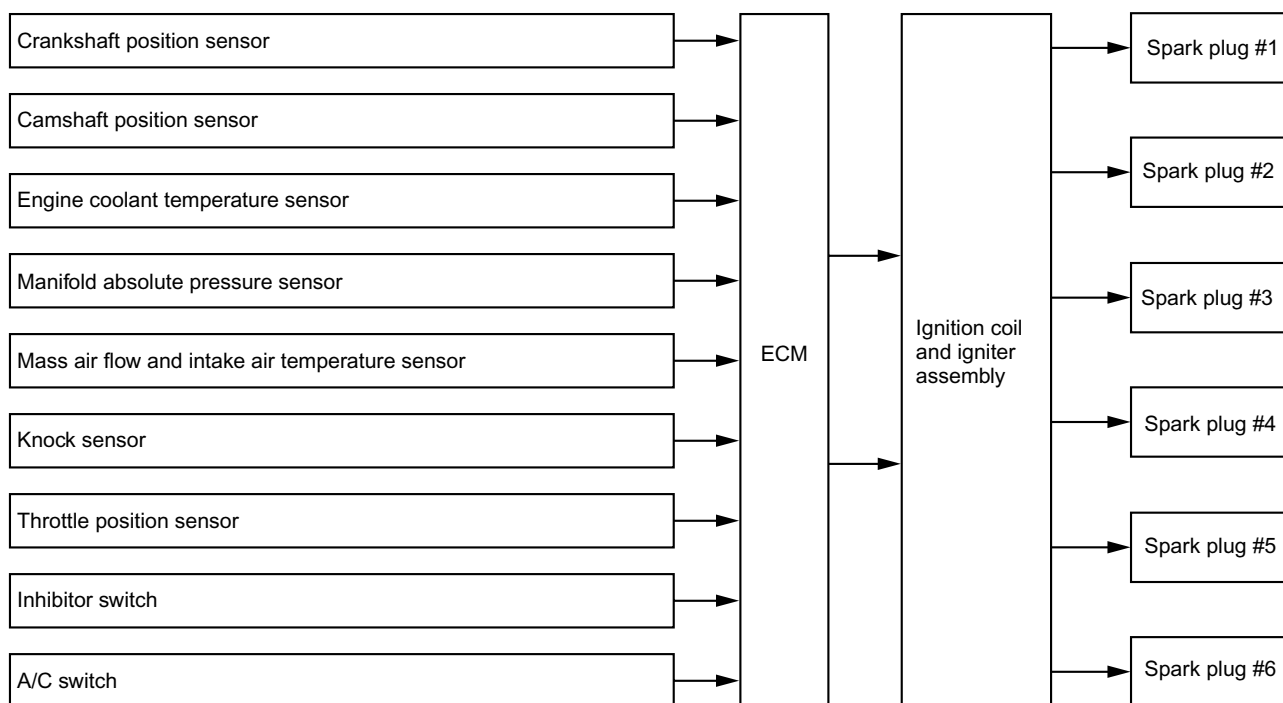 Crankshaft position sensor
Camshaft position sensor
Engine coolant temperature sensor
Manifold absolute pressure sensor
Mass air flow and intake air temperature sensor
Knock sensor
Throttle position sensor
Inhibitor switch
A/C switch
ECM
Ignition coil
and igniter
assembly
Spark plug #1
Spark plug #2
Spark plug #3
Spark plug #4
Spark plug #5
Spark plug #6